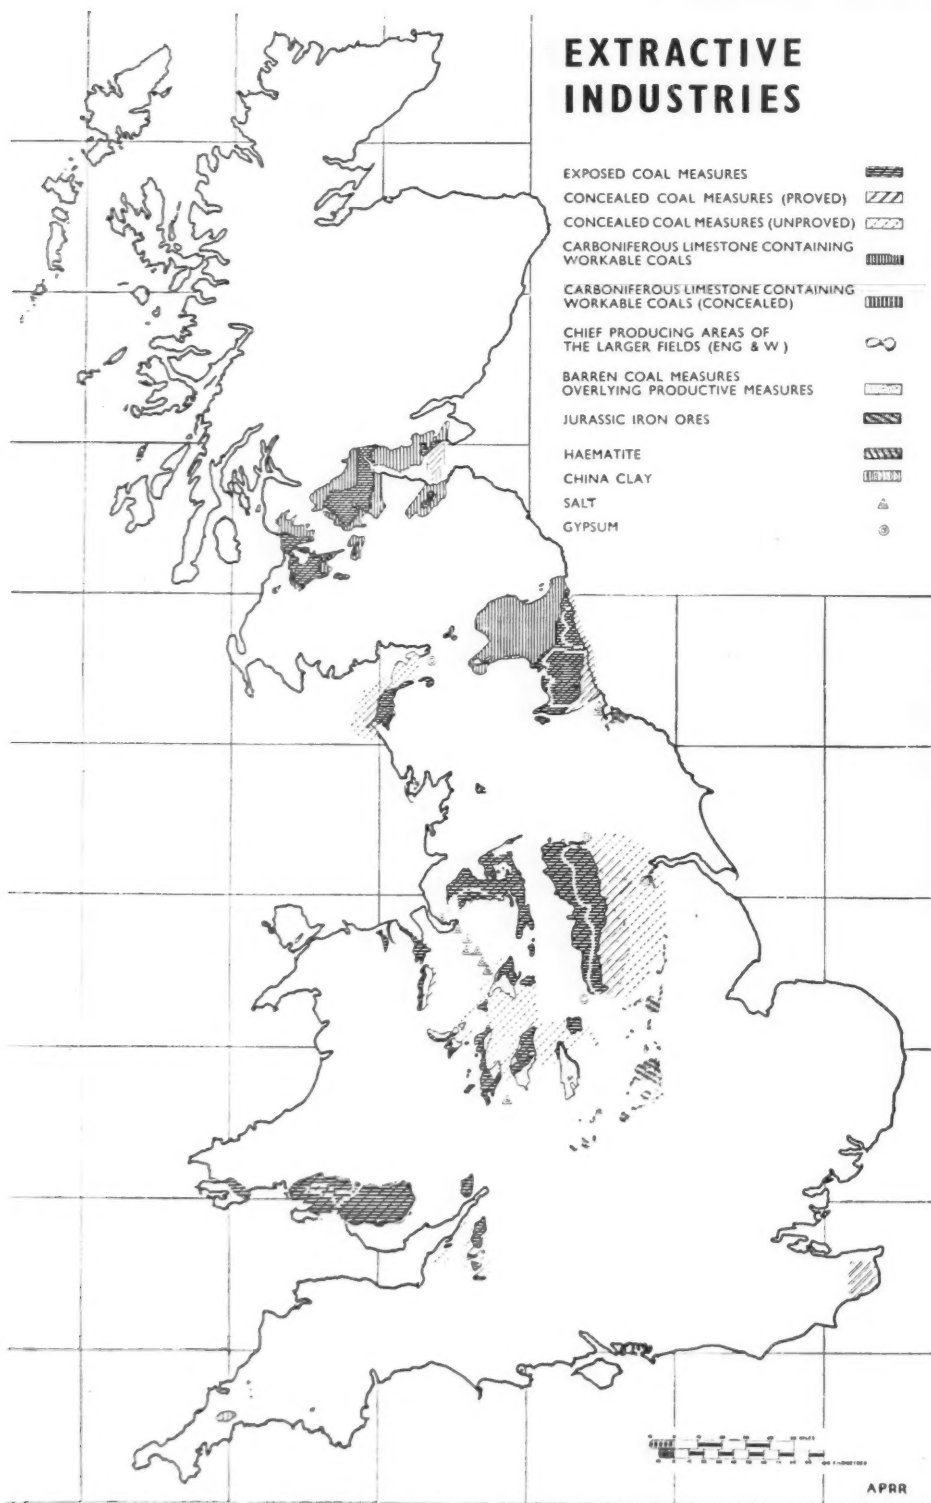 EXTRACTIVE
INDUSTRIES
EXPOSED COAL MEASURES
CONCEALED COAL MEASURES (PROVED)
CONCEALED COAL MEASURES (UNPROVED)
CARBONIFEROUS LIMESTONE CONTAINING
WORKABLE COALS
CARBONIFEROUS LIMESTONE CONTAINING
WORKABLE COALS (CONCEALED)
CHIEF PRODUCING AREAS OF
THE LARGER FIELDS (ENG & W )
BARREN COAL MEASURES
OVERLYING PRODUCTIVE MEASURES
JURASSIC IRON ORES
HAEMATITE
CHINA CLAY
SALT
GYPSUM
APRR